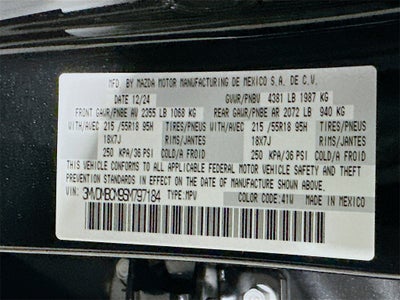 MFD. BY MAZDA MOTOR MANUFACTURING DE MEXICO S.A. DE C.V.
DATE 12/24 GVWR/PNBV 4381 LB 1987 KG
FRONT GAWR/PNBE AV 2355 LB 1068 KG REAR GAWR/PNBE AR 2072 LB 940 KG
WITH/AVEC 215 /55R18 95H TIRES/PNEUS WITH/AVEC 215 /55R18 95H TIRES/PNEUS
18X7J RIMS/JANTES 18X7J RIMS/JANTES
250 KPA/36 PSI COLD/A FROID 250 KPA/36 PSI COLD/A FROID
THIS VEHICLE CONFORMS TO ALL APPLICABLE FEDERAL MOTOR VEHICLE SAFETY AND THEFT
PREVENTION STANDARDS IN EFFECT ON THE DATE OF MANUFACTURE SHOWN ABOVE.
VIN: TYPE:MPV COLOR CODE:41W